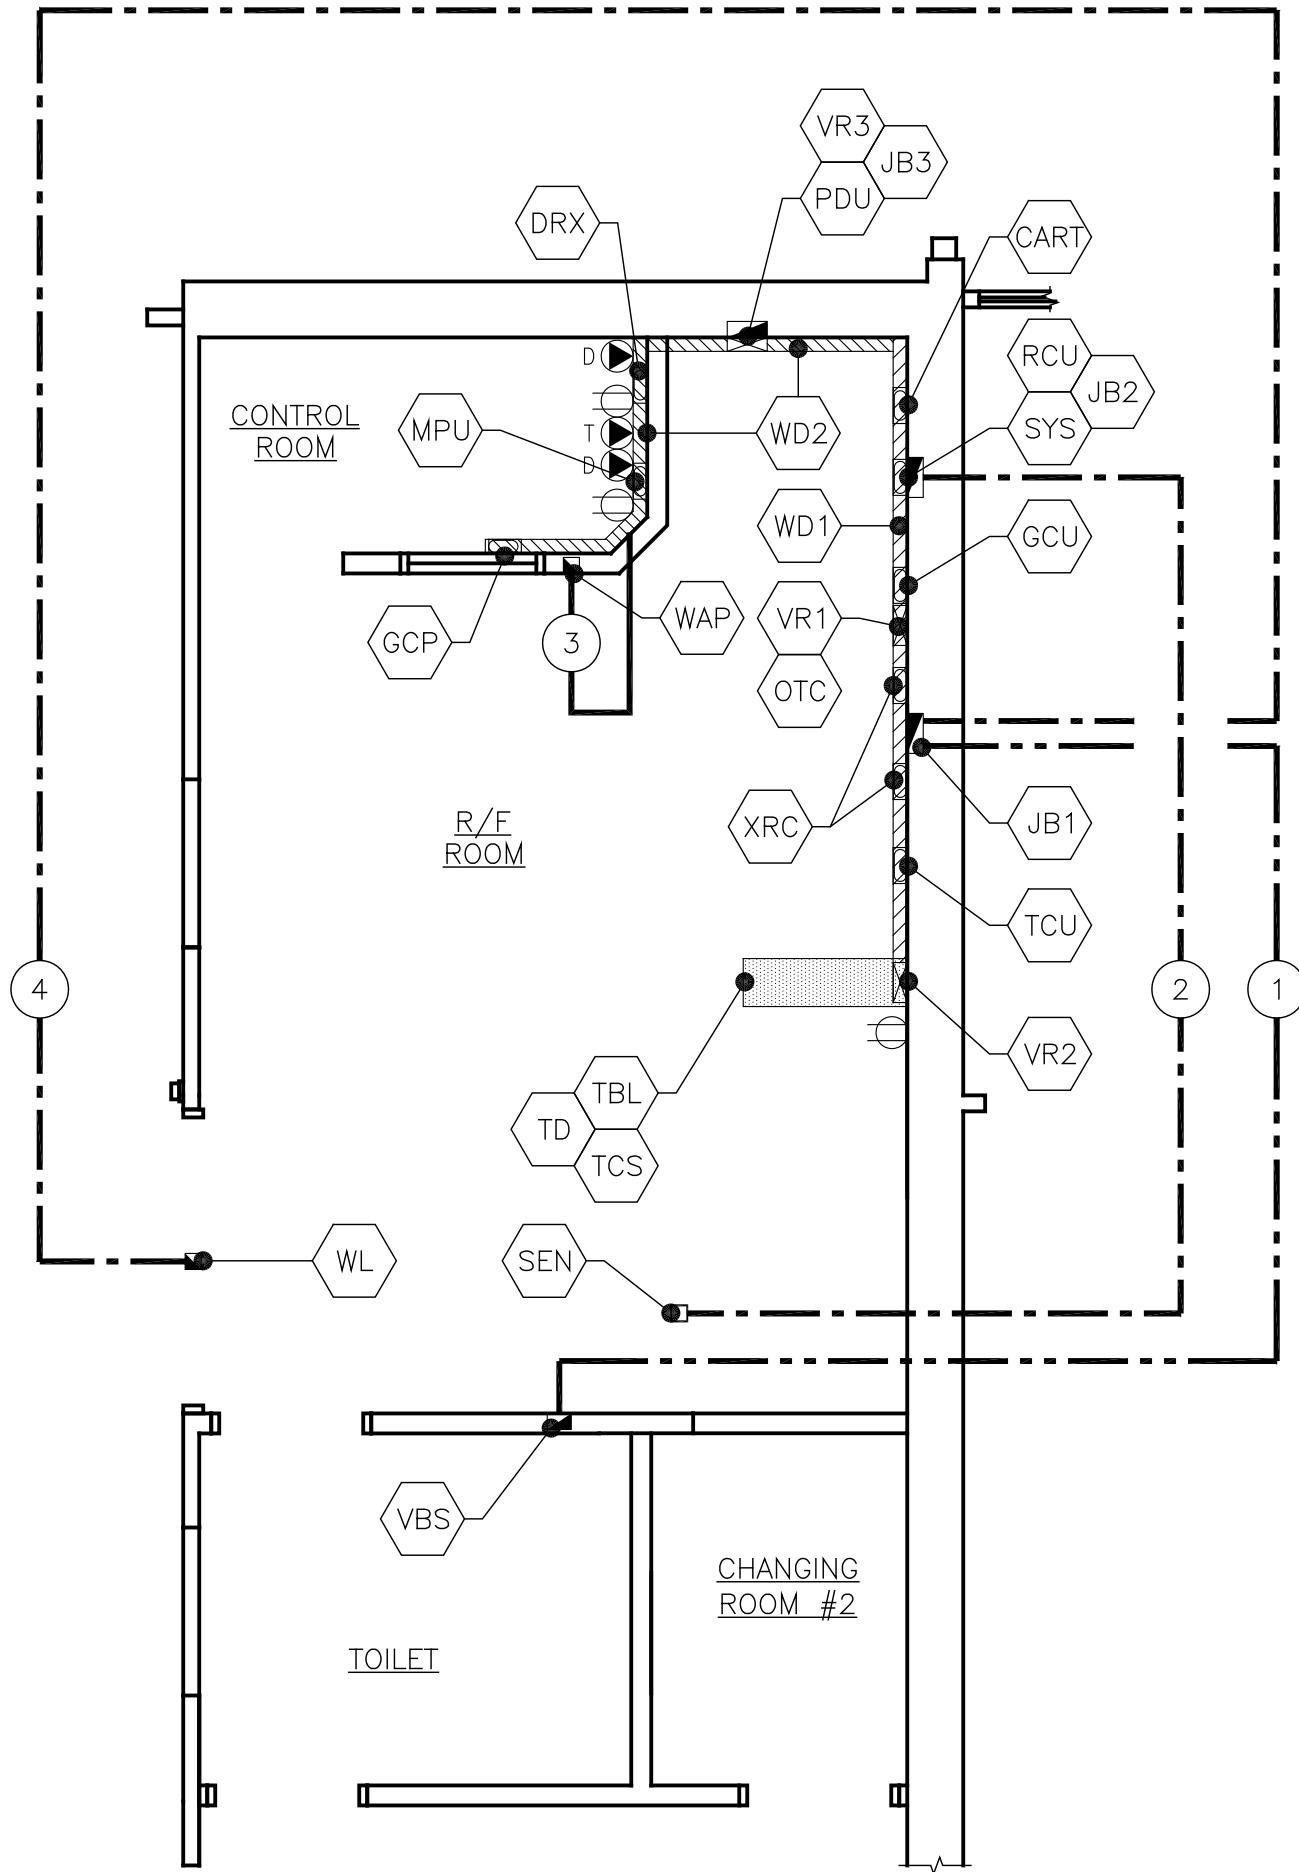 VR3
JB3
PDU
DRX
CART
RCU
JB2
SYS
D
CONTROL
ROOM
MPU
T
WD2
D
WD1
GCU
GCP
3
WAP
VR1
OTC
R/F
ROOM
XRC
JB1
TCU
4
2
1
VR2
TBL
TD
TCS
WL
SEN
VBS
CHANGING
ROOM #2
TOILET